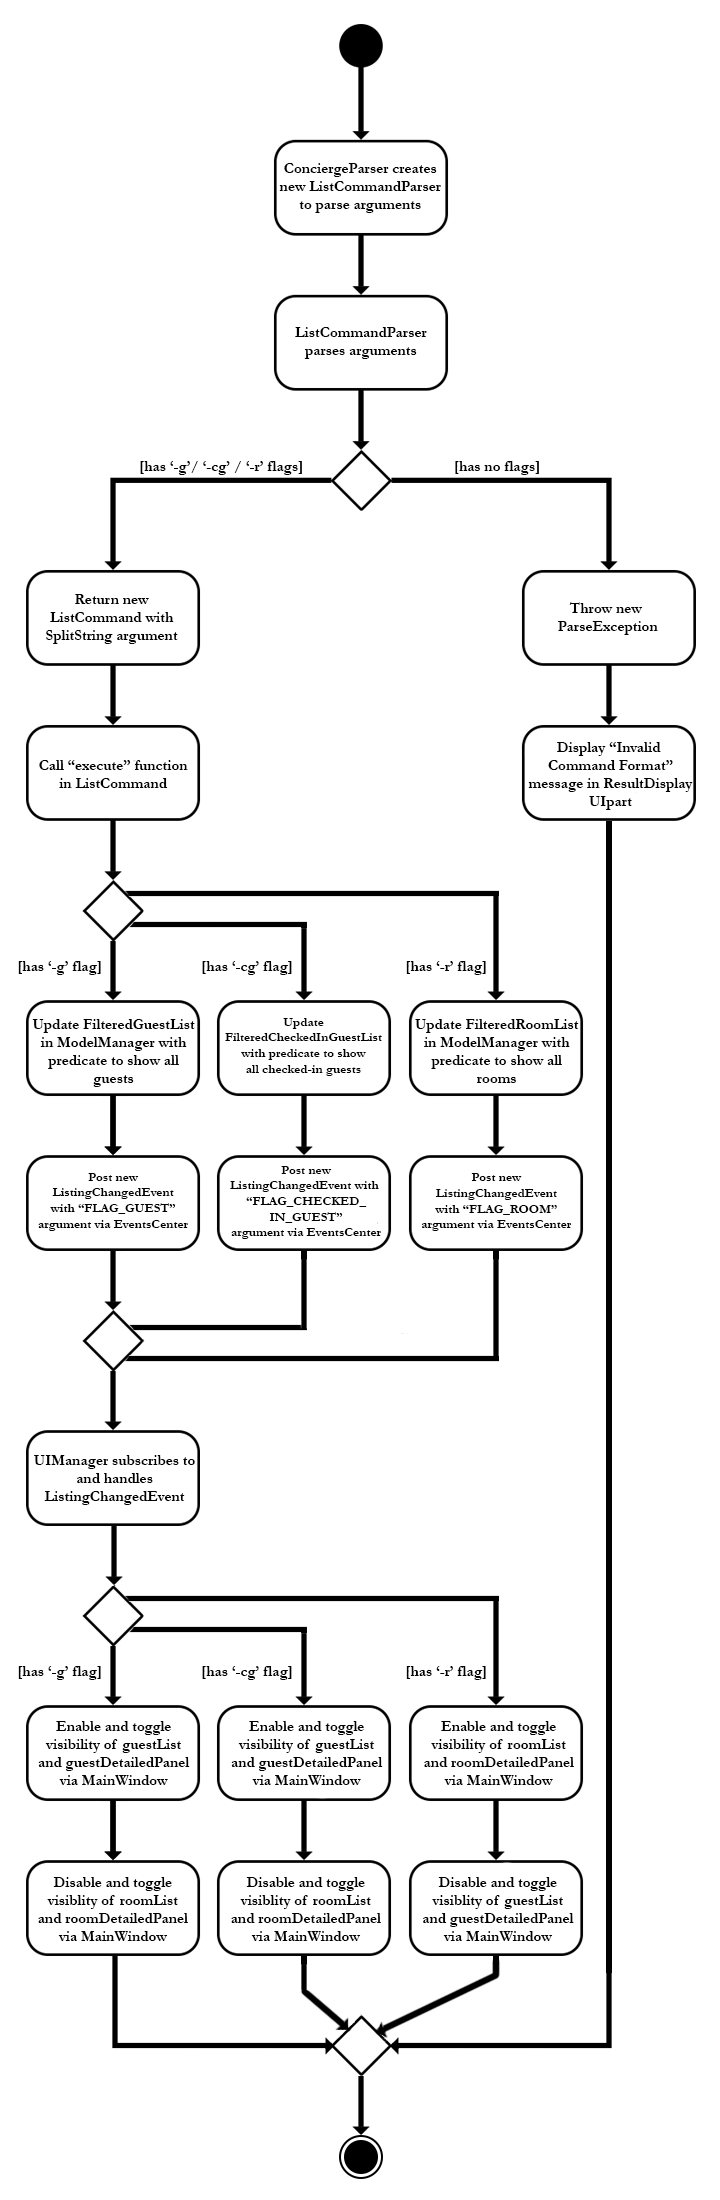 ConciergeParser creates
new ListCommandParser
to parse arguments
ListCommandParser
parses arguments
[has ‘-g’/ ‘-cg’ / ‘-r’ flags]
[has no flags]
Return new
ListCommand with
SplitString argument
Throw new
ParseException
Call “execute” function
in ListCommand
Display “Invalid
Command Format”
message in ResultDisplay
UIpart
[has ‘-g’ flag]
[has ‘-cg’ flag]
[has ‘-r’ flag]
Update FilteredGuestList
in ModelManager with
predicate to show all
guests
Update
FilteredCheckedInGuestList
with predicate to show
all checked-in guests
Update FilteredRoomList
in ModelManager with
predicate to show all
rooms
Post new
ListingChangedEvent
with “FLAG_GUEST”
argument via EventsCenter
Post new
ListingChangedEvent with
“FLAG_CHECKED_
IN_GUEST”
argument via EventsCenter
Post new
ListingChangedEvent
with “FLAG_ROOM”
argument via EventsCenter
UIManager subscribes to
and handles
ListingChangedEvent
[has ‘-g’ flag]
[has ‘-cg’ flag]
[has ‘-r’ flag]
Enable and toggle
visibility of guestList
and guestDetailedPanel
via MainWindow
Enable and toggle
visibility of guestList
and guestDetailedPanel
via MainWindow
Enable and toggle
visibility of roomList
and roomDetailedPanel
via MainWindow
Disable and toggle
visiblity of roomList
and roomDetailedPanel
via MainWindow
Disable and toggle
visiblity of roomList
and roomDetailedPanel
via MainWindow
Disable and toggle
visiblity of guestList
and guestDetailedPanel
via MainWindow